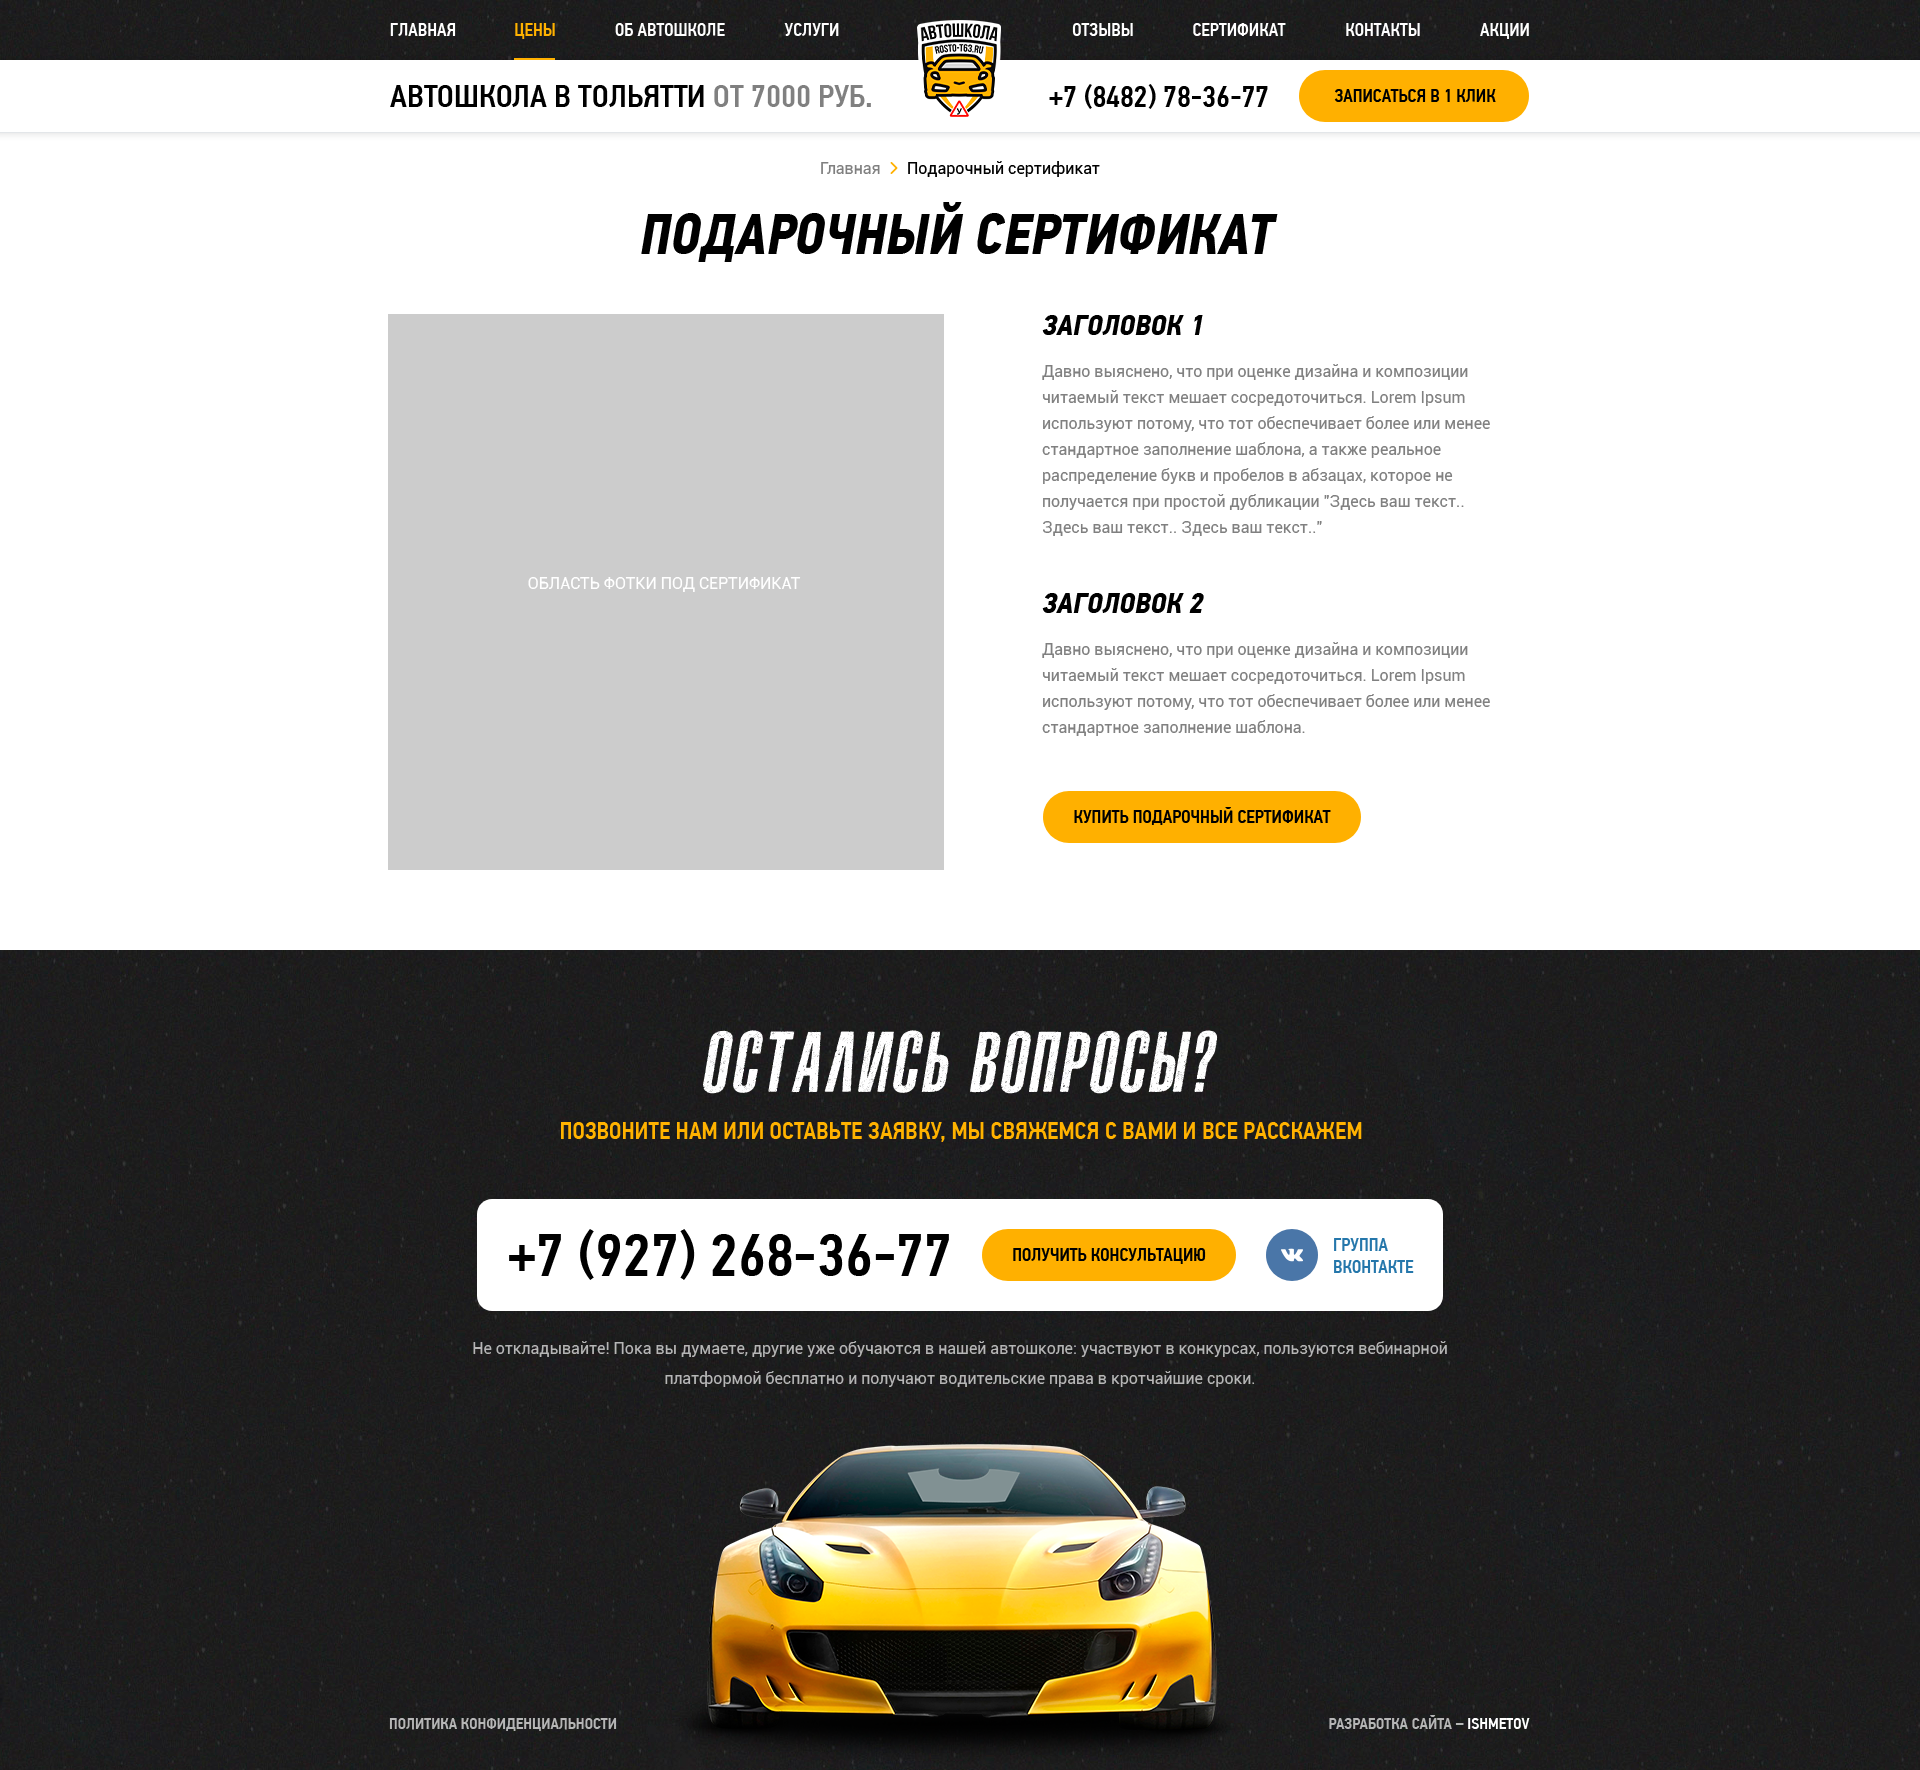 ГЛАВНАЯ ЦЕНЫ ОБ АВТОШКОЛЕ УСЛУГИ ОТЗЫВЫ СЕРТИФИКАТ КОНТАКТЫ АКЦИИ
АВТОШКОЛА
ROSTO-T63.RU
У
АВТОШКОЛА В ТОЛЬЯТТИ ОТ 7000 РУБ. +7 (8482) 78-36-77 ЗАПИСАТЬСЯ В 1 КЛИК
Главная > Подарочный сертификат
ПОДАРОЧНЫЙ СЕРТИФИКАТ
ОБЛАСТЬ ФОТКИ ПОД СЕРТИФИКАТ
ЗАГОЛОВОК 1
Давно выяснено, что при оценке дизайна и композиции
читаемый текст мешает сосредоточиться. Lorem Ipsum
используют потому, что тот обеспечивает более или менее
стандартное заполнение шаблона, а также реальное
распределение букв и пробелов в абзацах, которое не
получается при простой дубликации "Здесь ваш текст..
Здесь ваш текст.. Здесь ваш текст.."
ЗАГОЛОВОК 2
Давно выяснено, что при оценке дизайна и композиции
читаемый текст мешает сосредоточиться. Lorem Ipsum
используют потому, что тот обеспечивает более или менее
стандартное заполнение шаблона.
КУПИТЬ ПОДАРОЧНЫЙ СЕРТИФИКАТ
ОСТАЛИСЬ ВОПРОСЫ?
ПОЗВОНИТЕ НАМ ИЛИ ОСТАВЬТЕ ЗАЯВКУ, МЫ СВЯЖЕМСЯ С ВАМИ И ВСЕ РАССКАЖЕМ
+7 (927) 268-36-77 ПОЛУЧИТЬ КОНСУЛЬТАЦИЮ
ГРУППА
ВКОНТАКТЕ
Не откладывайте! Пока вы думаете, другие уже обучаются в нашей автошколе: участвуют в конкурсах, пользуются вебинарной
платформой бесплатно и получают водительские права в кротчайшие сроки.
ПОЛИТИКА КОНФИДЕНЦИАЛЬНОСТИ РАЗРАБОТКА САЙТА – ISHMETOV